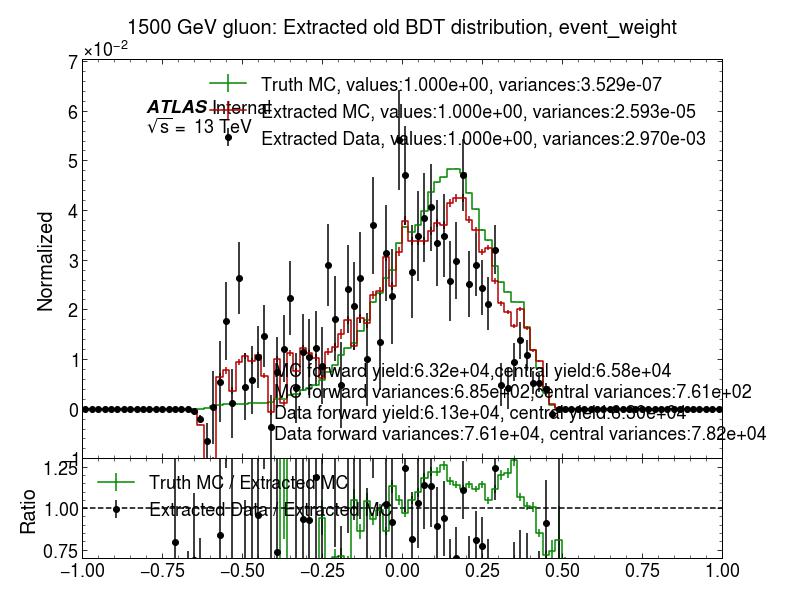 1500 GeV gluon: Extracted old BDT distribution, event_weight
×10−2
7
Truth MC, values:1.000e+00, variances:3.529e-07
ATLAS Internal
Extracted MC, values:1.000e+00, variances:2.593e-05
√s = 13 TeV
Extracted Data, values:1.000e+00, variances:2.970e-03
6
5
4
3
2
1
0
1
Normalized
MC forward yield:6.32e+04,central yield:6.58e+04
MC forward variances:6.85e+02,central variances:7.61e+02
Data forward yield:6.13e+04, central yield:6.30e+04
Data forward variances:7.61e+04, central variances:7.82e+04
1.25
1.00
0.75
Ratio
Truth MC / Extracted MC
Extracted Data / Extracted MC
−1.00 −0.75 −0.50 −0.25 0.00 0.25 0.50 0.75 1.00